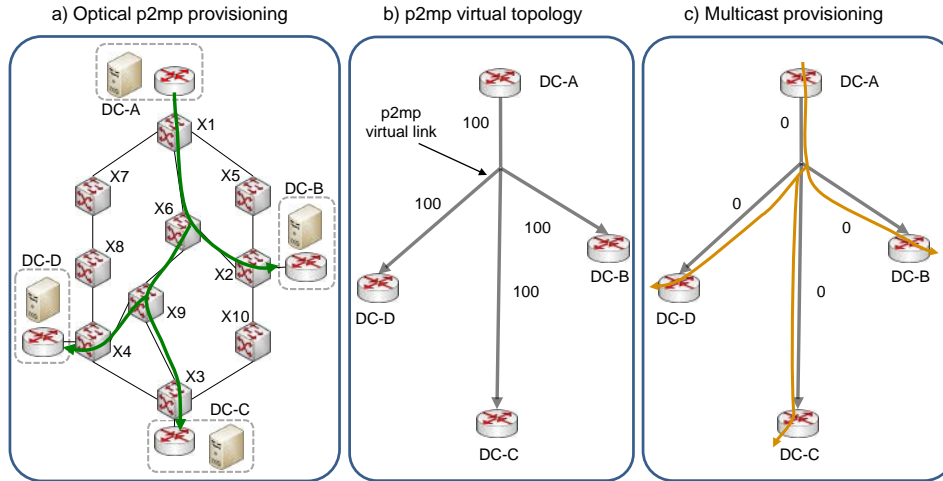 a) Optical p2mp provisioning
DC-A
X1
X7
X5
DC-B
X6
X8
DC-D
X2
X9
X10
X4
X3
DC-C
b) p2mp virtual topology
DC-A
p2mp
virtual link
100
100
100
DC-B
DC-D
100
DC-C
c) Multicast provisioning
DC-A
0
0
0
DC-B
DC-D
0
DC-C